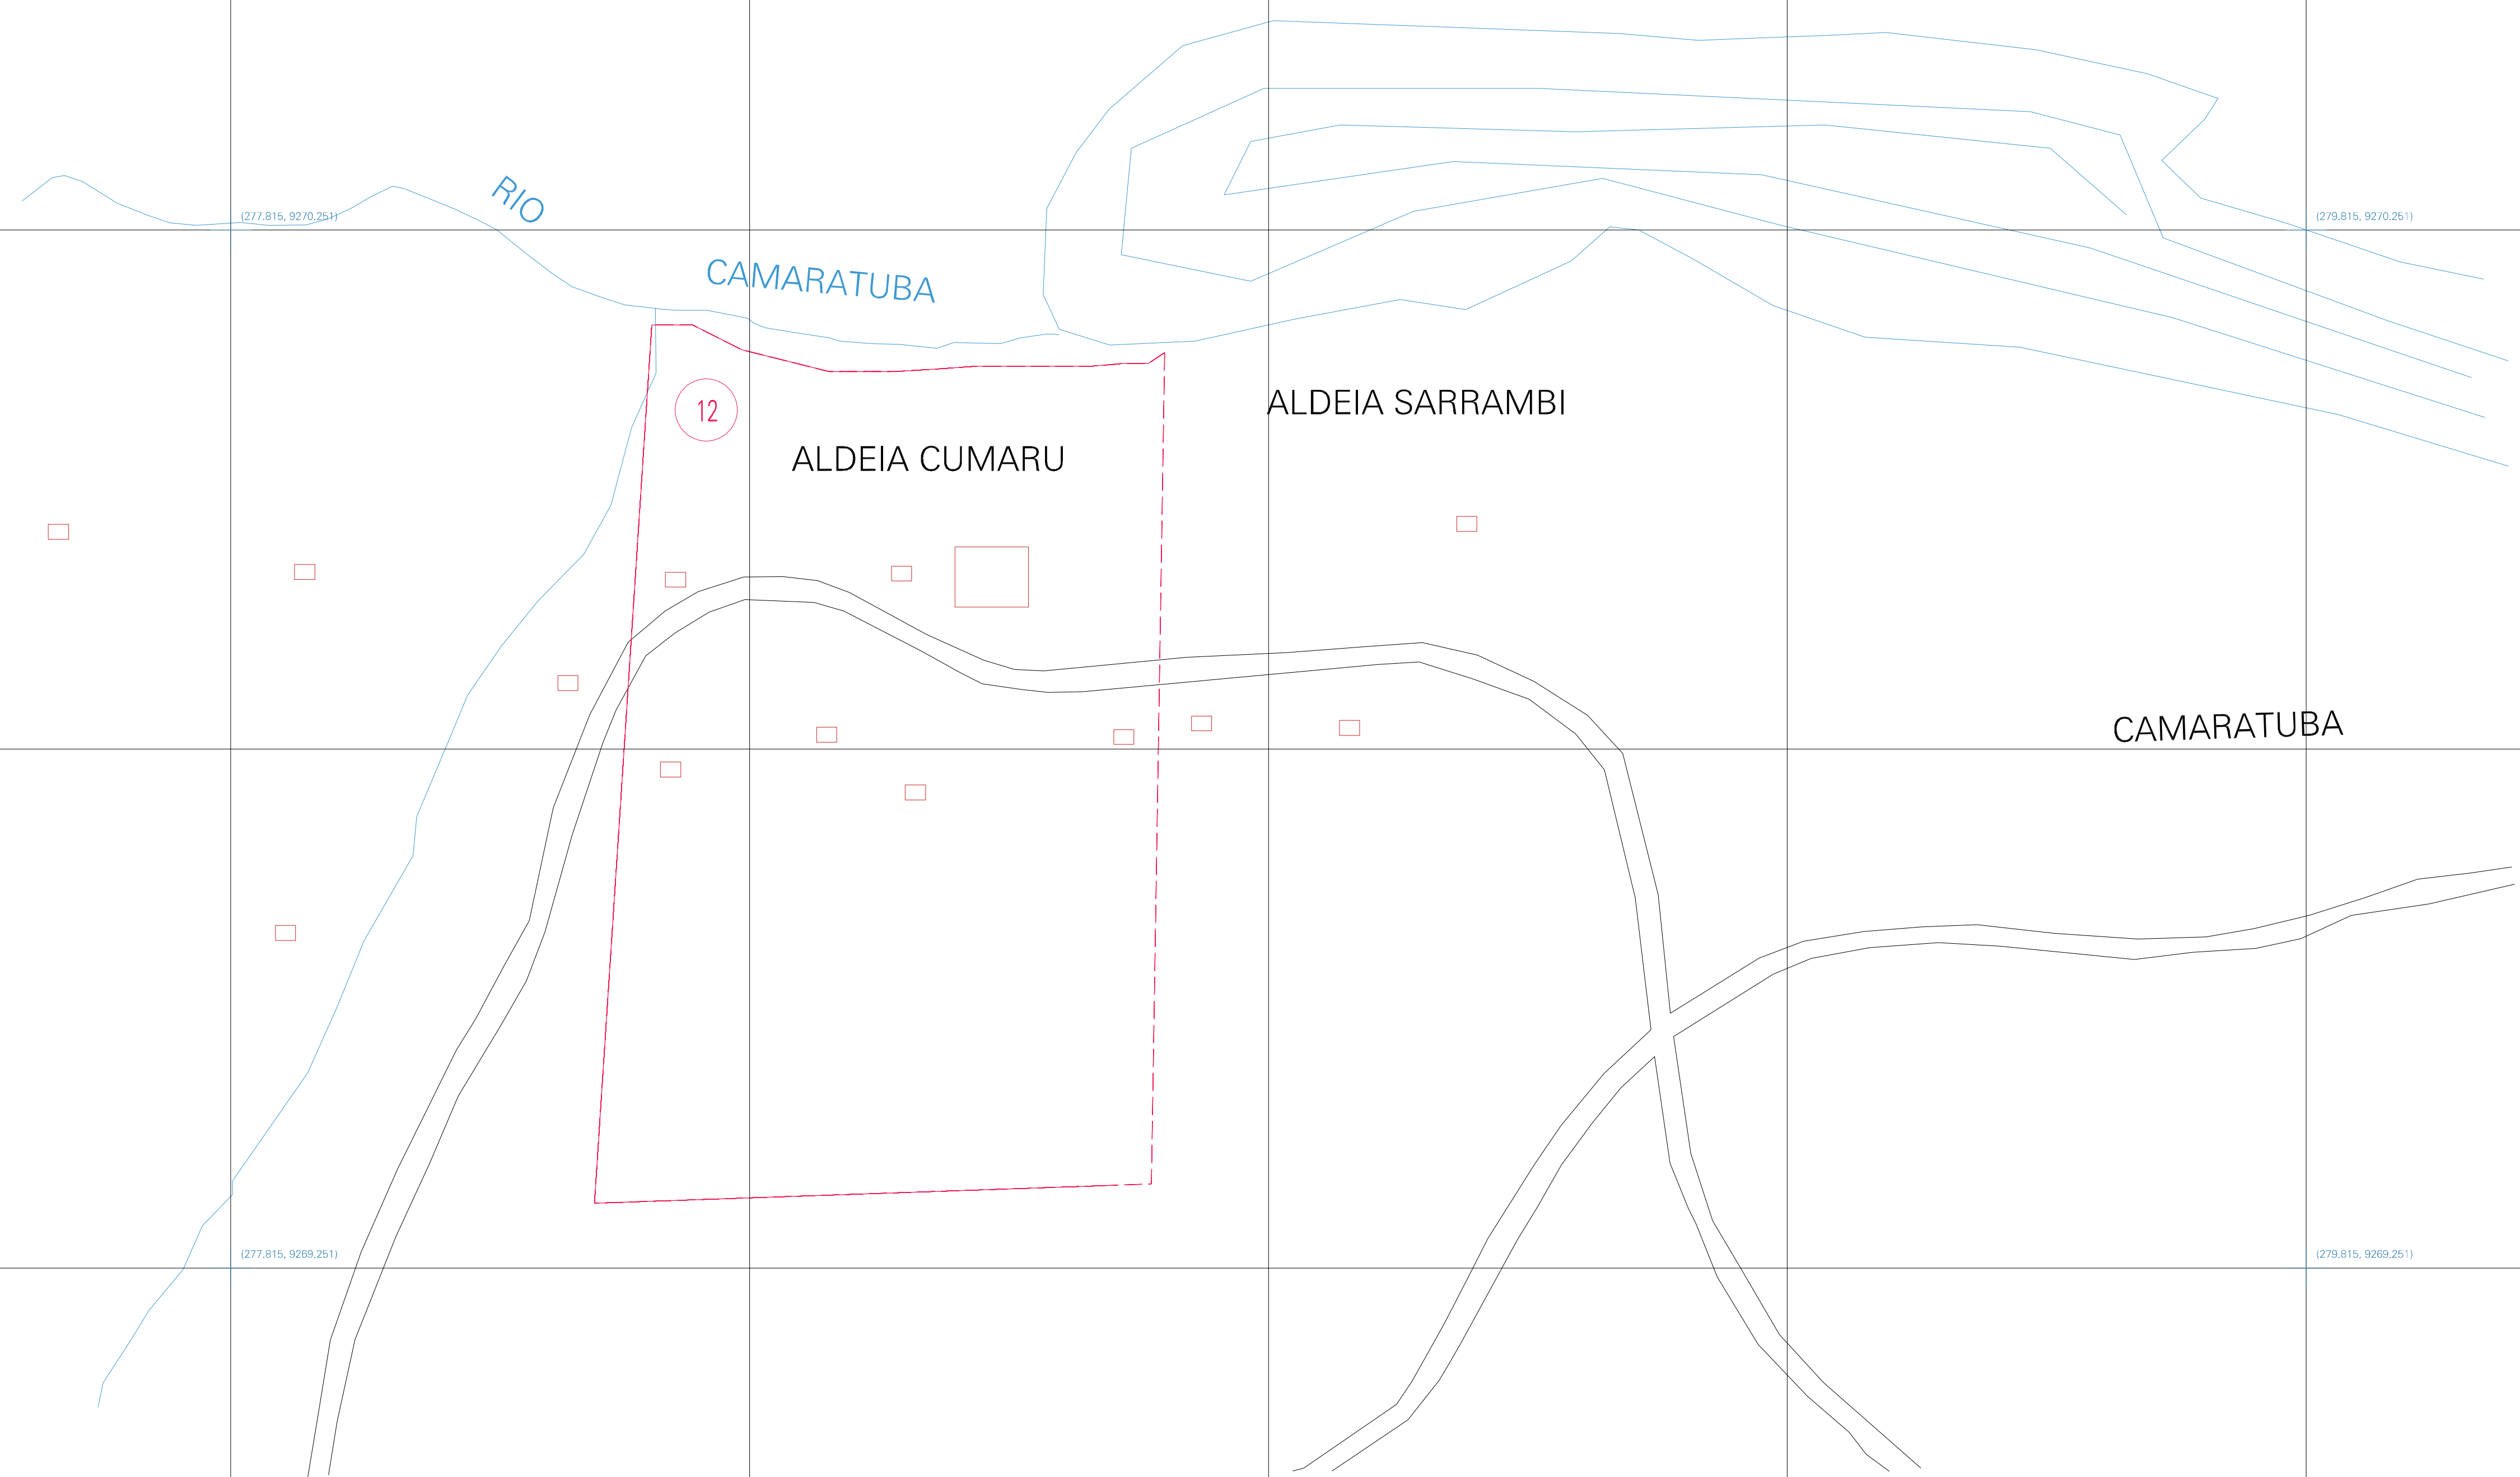 RIO
(277.815, 9270.251)
(279.815, 9270.251)
CAMARATUBA
ALDEIA SARRAMBI
12
ALDEIA CUMARU
CAMARATUBA
(277.815, 9269.251)
(279.815, 9269.251)